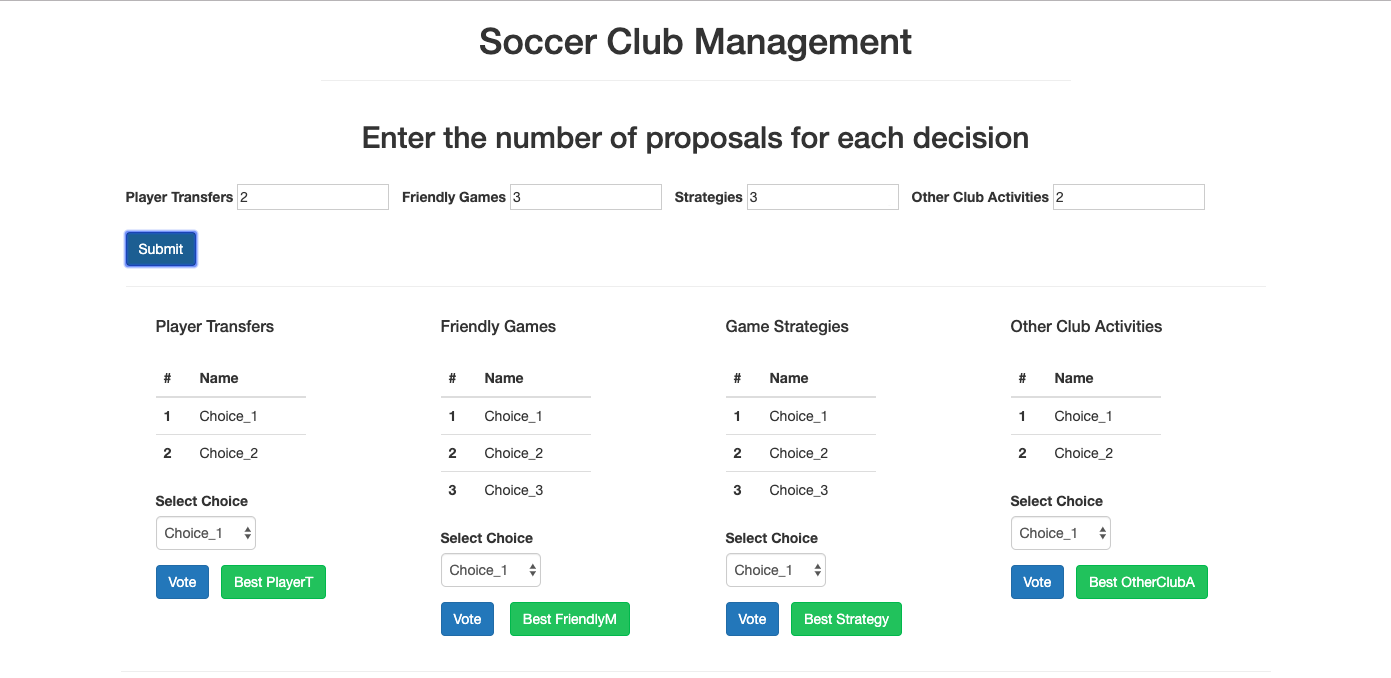 Soccer Club Management
Enter the number of proposals for each decision
Player Transfers 2 Friendly Games 3 Strategies 3 Other Club Activities 2
Submit
Player Transfers
# Name
1 Choice_1
2 Choice_2
Select Choice
Choice_1
Vote Best PlayerT
Friendly Games
# Name
1 Choice_1
2 Choice_2
3 Choice_3
Select Choice
Choice_1
Vote Best FriendlyM
Game Strategies
# Name
1 Choice_1
2 Choice_2
3 Choice_3
Select Choice
Choice_1
Vote Best Strategy
Other Club Activities
# Name
1 Choice_1
2 Choice_2
Select Choice
Choice_1
Vote Best OtherClubA